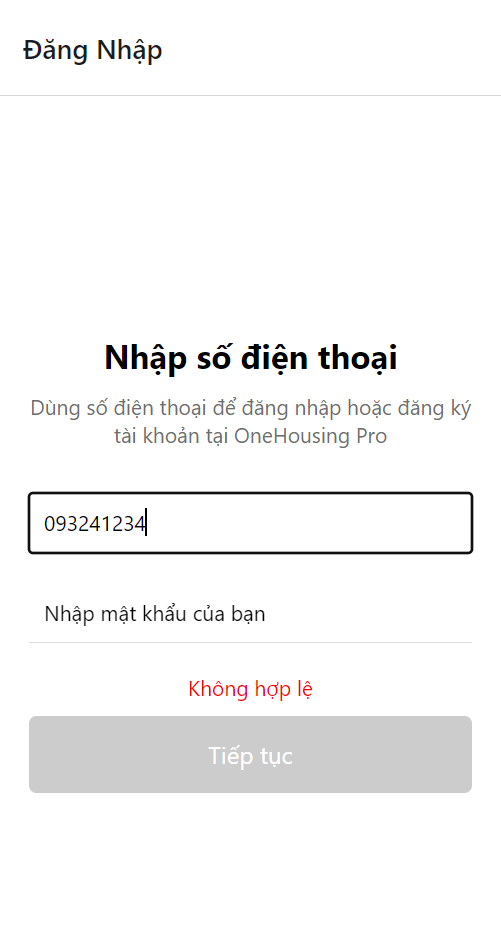 Đăng Nhập
Nhập số điện thoại
Dùng số điện thoại để đăng nhập hoặc đăng ký
tài khoản tại OneHousing Pro
093241234
Nhập mật khẩu của bạn
Không hợp lệ
Tiếp tục